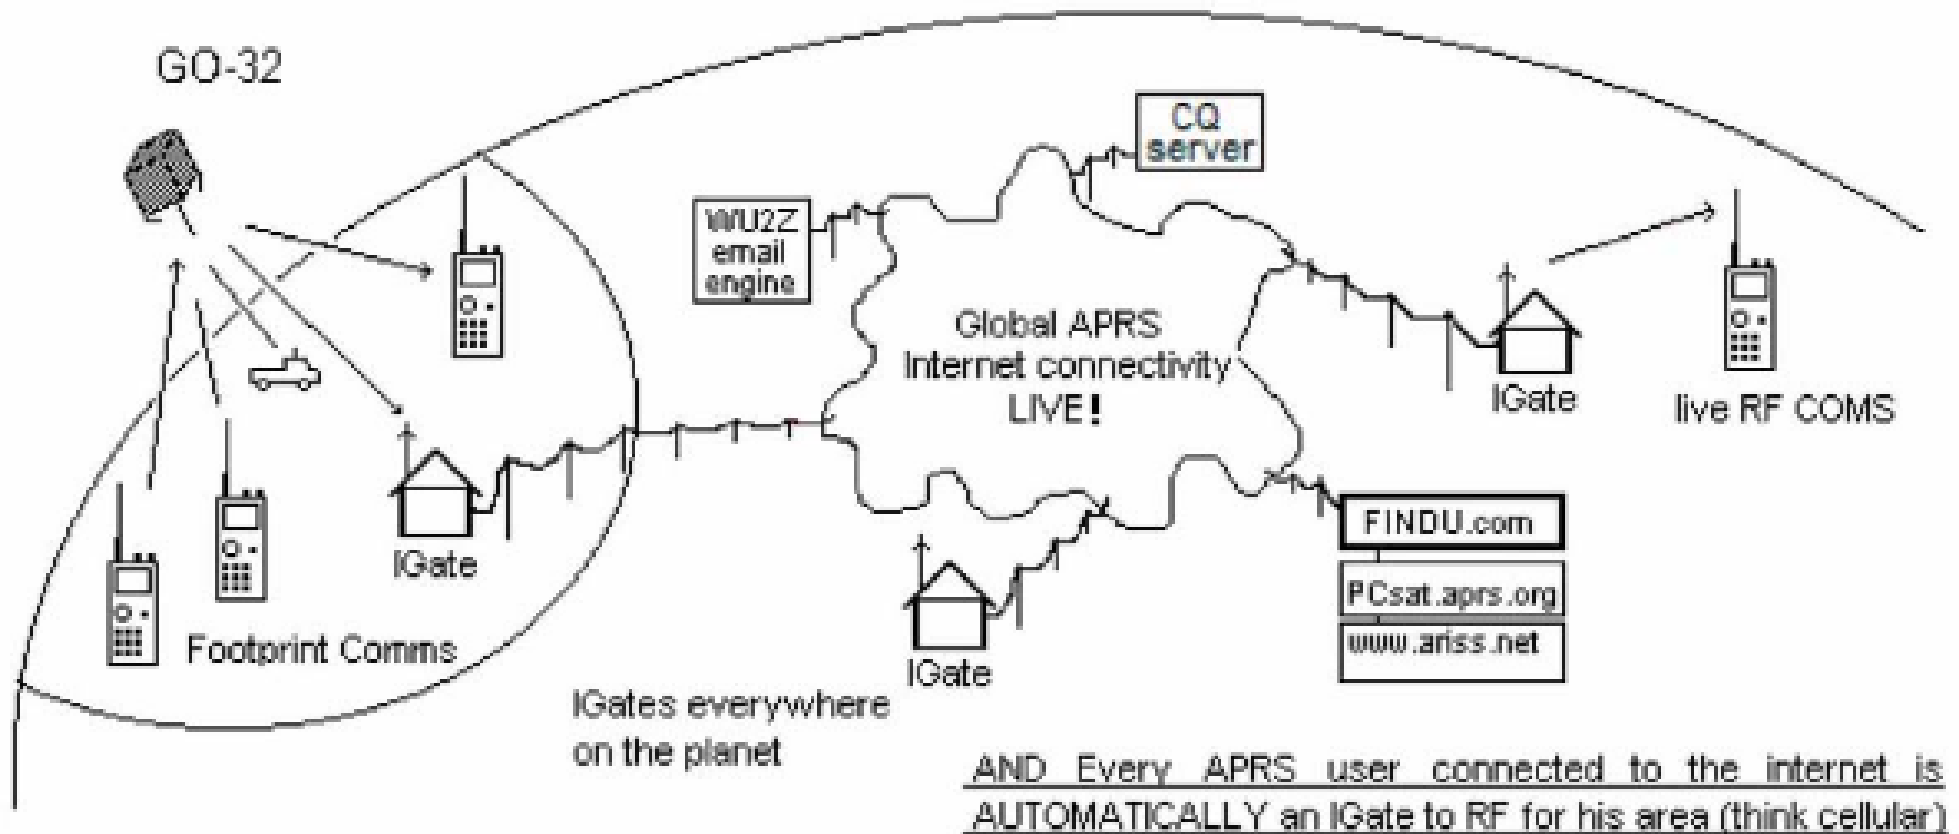 GO-32
CQ
server
WU2Z
email
engine
Global APRS
Internet connectivity
LIVE!
IGate
live RF COMS
IGate
FINDU.com
PCsat.aprs.org
www.ariss.net
Footprint Comms
IGate
IGates everywhere
on the planet
AND Every APRS user connected to the internet is
AUTOMATICALLY an IGate to RF for his area (think cellular)